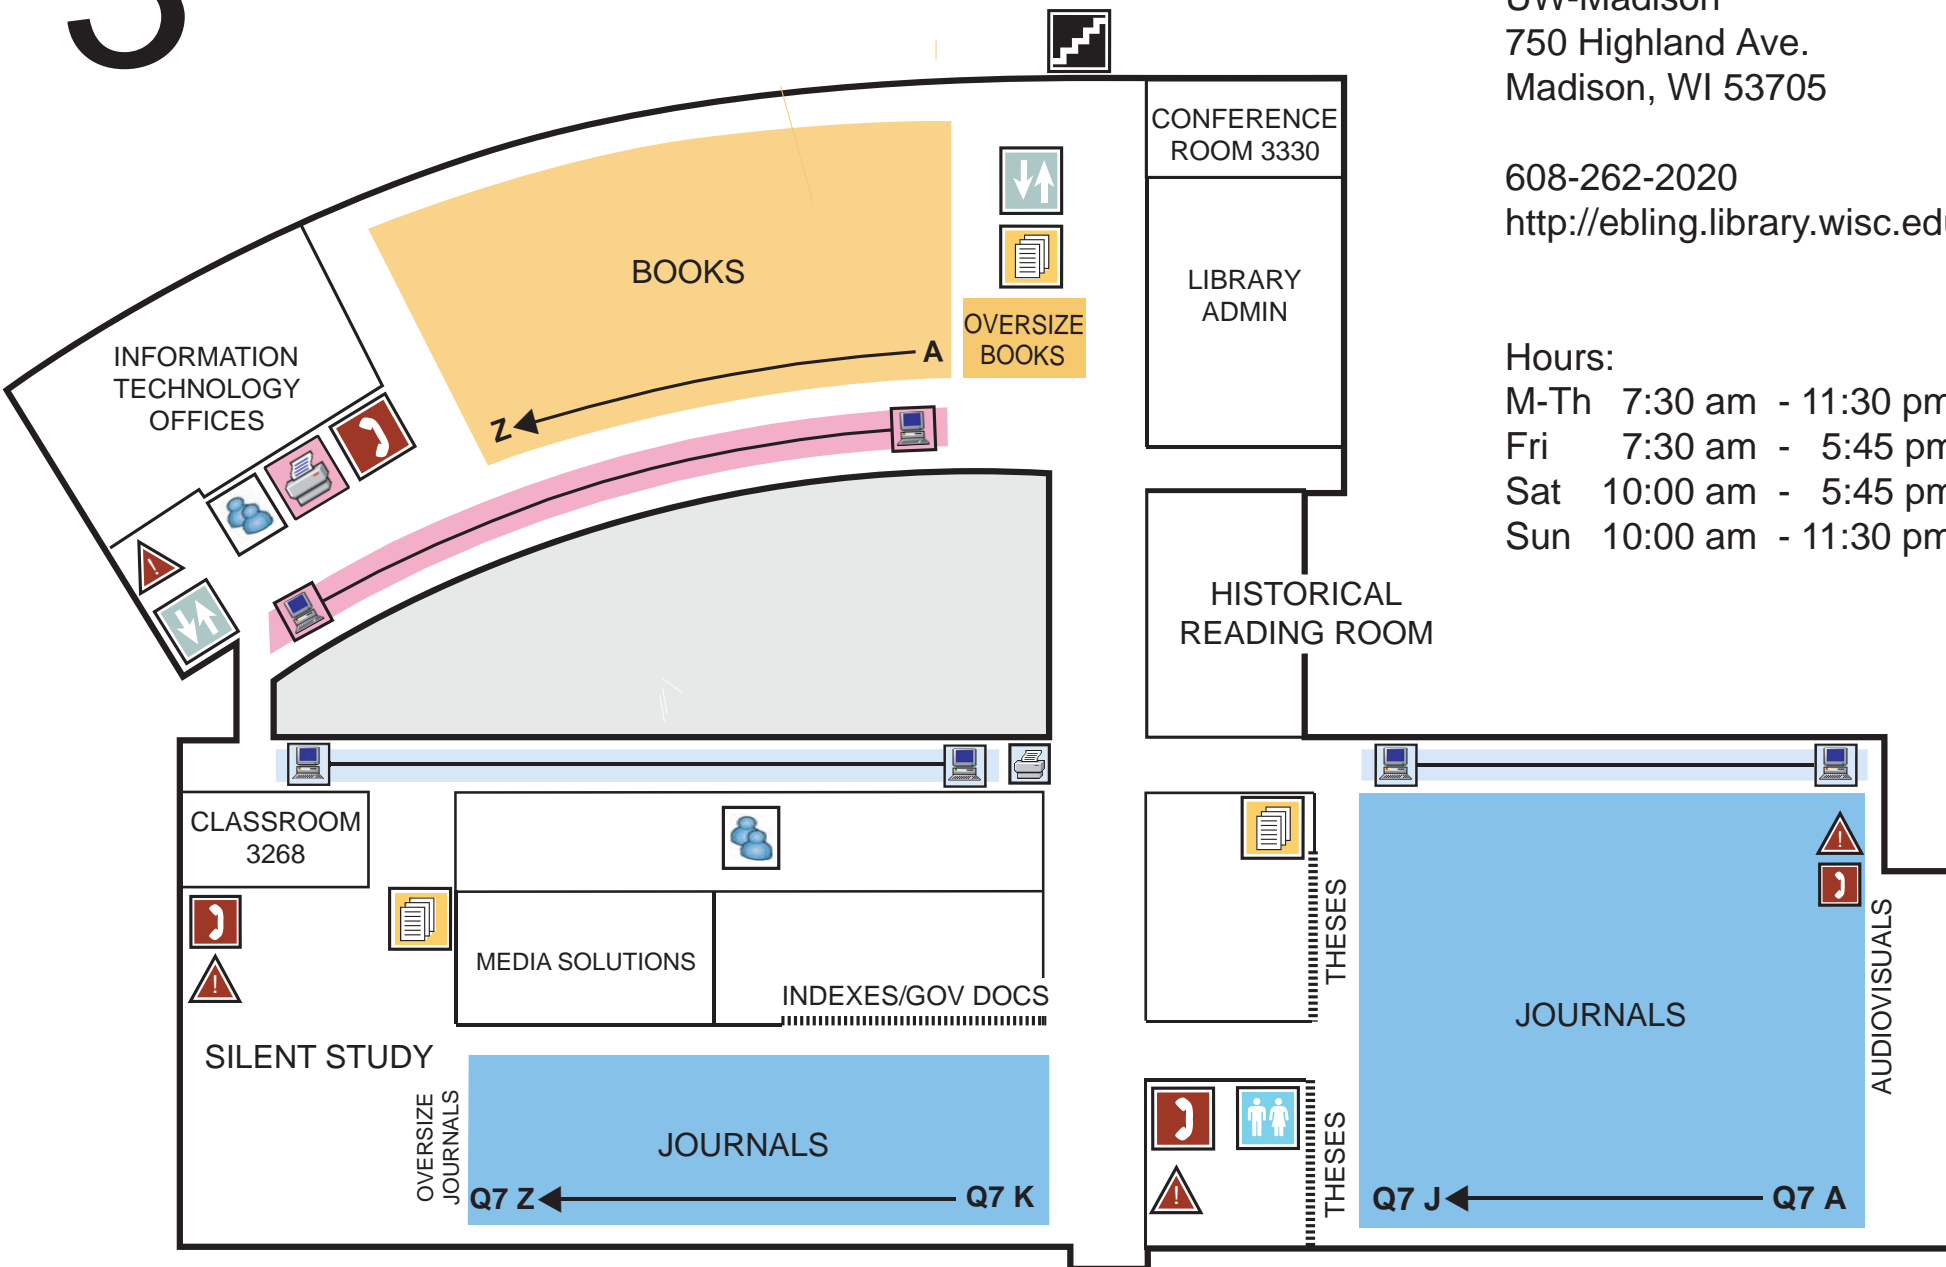 3
UW-Madison
750 Highland Ave.
Madison, WI 53705
608-262-2020
http://ebling.library.wisc.edu
Hours:
M-Th 7:30 am - 11:30 pm
Fri 7:30 am - 5:45 pm
Sat 10:00 am - 5:45 pm
Sun 10:00 am - 11:30 pm
CONFERENCE
ROOM 3330
LIBRARY
ADMIN
BOOKS
OVERSIZE
BOOKS
A
Z
INFORMATION
TECHNOLOGY
OFFICES
!
HISTORICAL
READING ROOM
CLASSROOM
3268
!
MEDIA SOLUTIONS
INDEXES/GOV DOCS
SILENT STUDY
OVERSIZE
JOURNALS
JOURNALS
Q7 Z
Q7 K
THESES
THESES
!
JOURNALS
Q7 J
Q7 A
!
AUDIOVISUALS